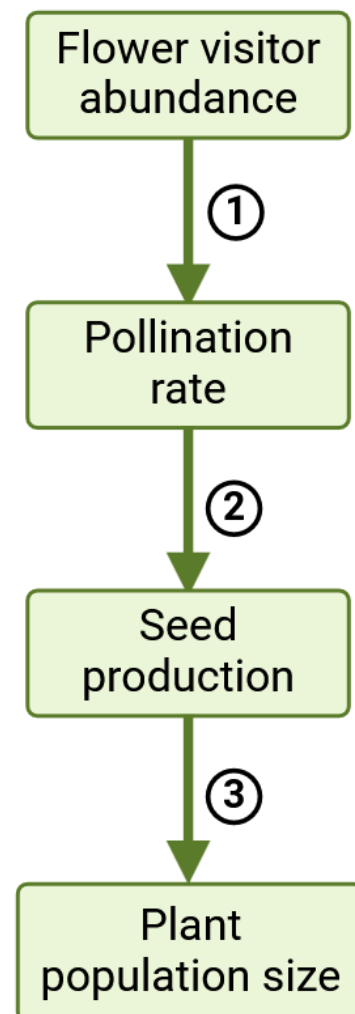 Flower visitor
abundance
1
Pollination
rate
2
Seed
production
3
Plant
population size